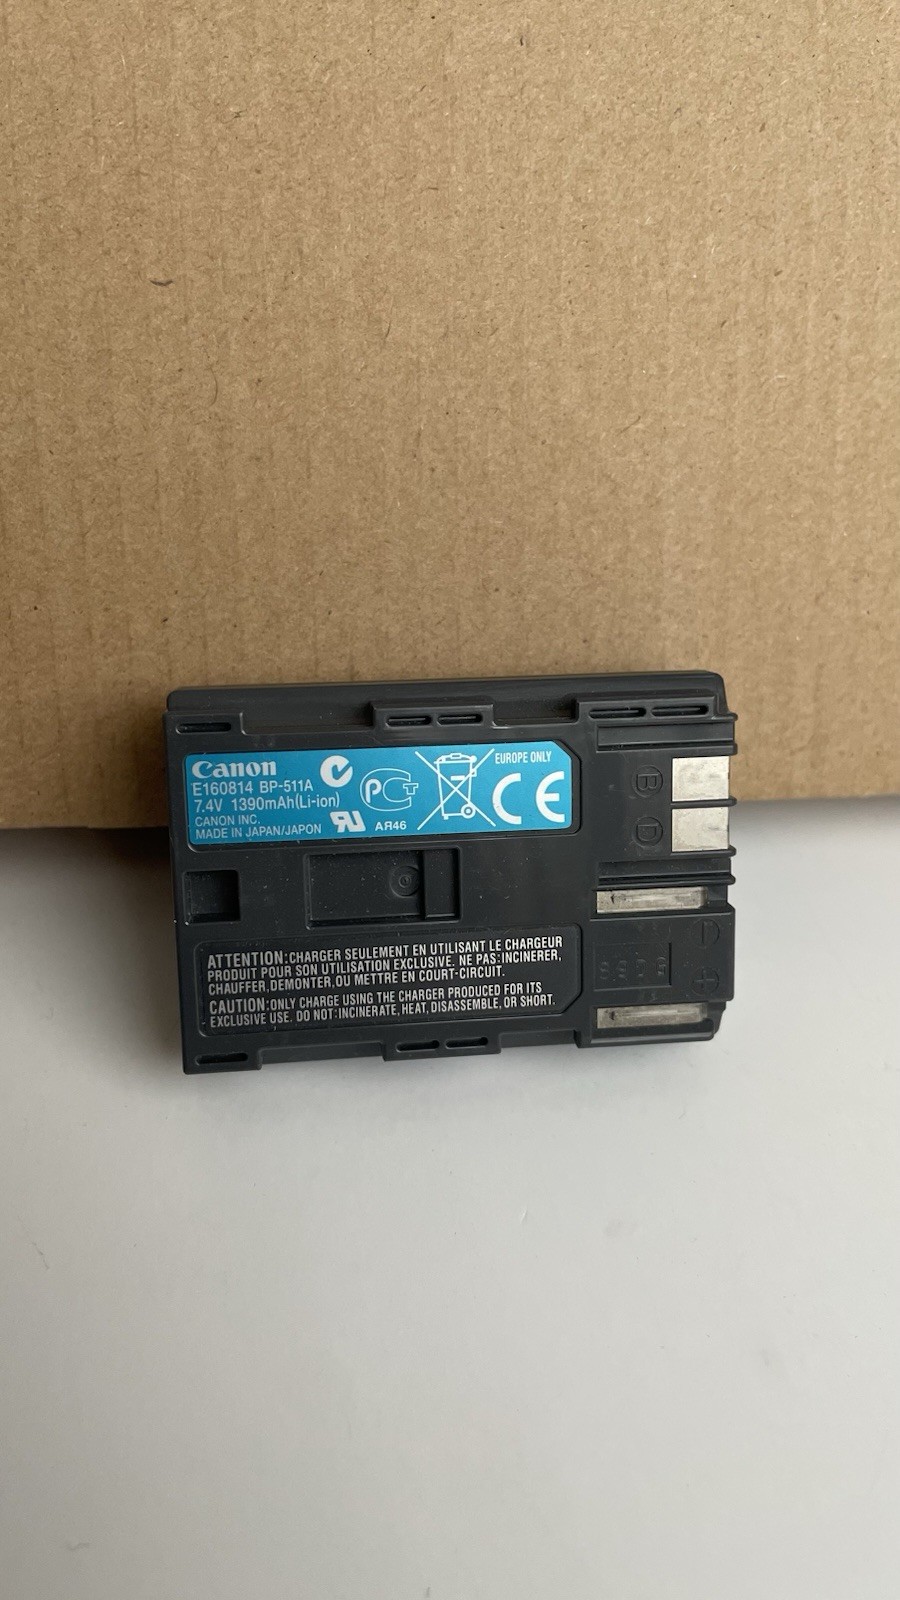 Canon
E160814 BP-511A
7.4V 1390mAh(Li-ion)
CANON INC.
MADE IN JAPAN/JAPON
АЯ46
EUROPE ONLY
CE
B
D
ATTENTION:CHARGER SEULEMENT EN UTILISANT LE CHARGEUR
PRODUIT POUR SON UTILISATION EXCLUSIVE. NE PAS:INCINERER,
CHAUFFER,DEMONTER,OU METTRE EN COURT-CIRCUIT.
CAUTION:ONLY CHARGE USING THE CHARGER PRODUCED FOR ITS
EXCLUSIVE USE. DO NOT:INCINERATE, HEAT, DISASSEMBLE, OR SHORT.